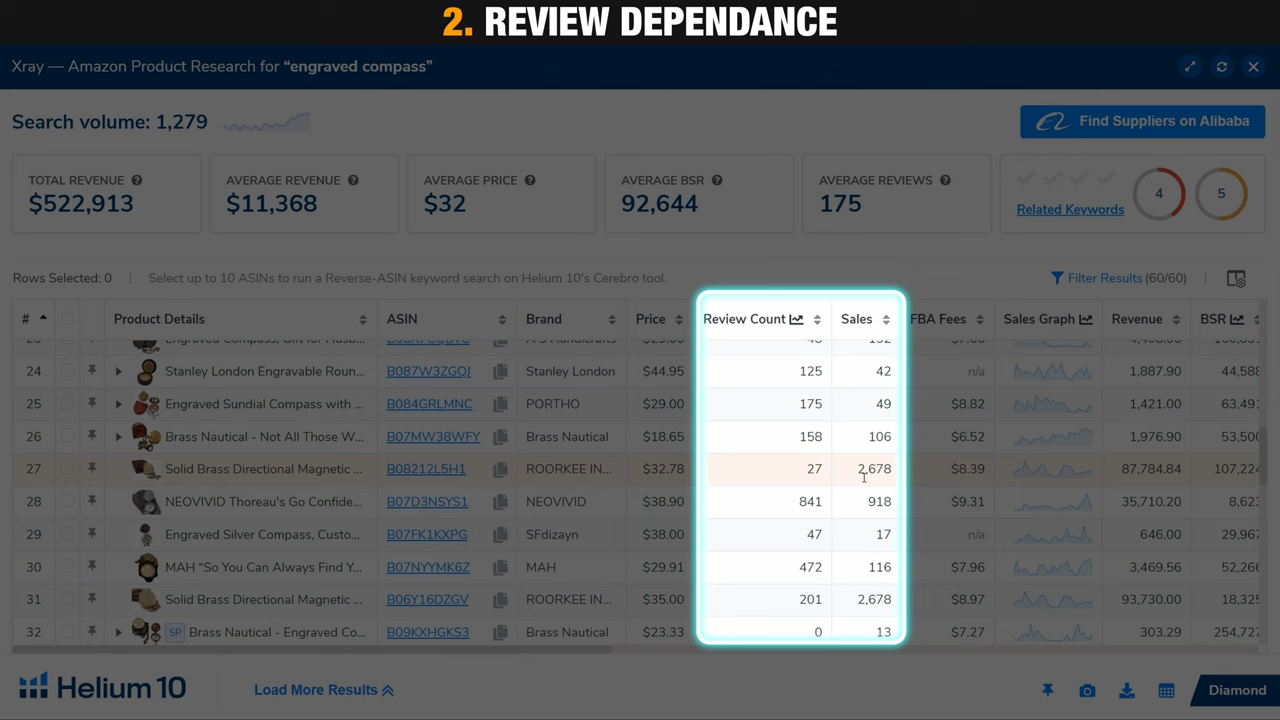 2. REVIEW DEPENDANCE
Xray — Amazon Product Research for “engraved compass”
Search volume: 1,279
Find Suppliers on Alibaba
TOTAL REVENUE
$522,913
AVERAGE REVENUE
$11,368
AVERAGE PRICE
$32
AVERAGE BSR
92,644
AVERAGE REVIEWS
175
Related Keywords
4
5
Rows Selected: 0
Select up to 10 ASINs to run a Reverse-ASIN keyword search on Helium 10's Cerebro tool.
Filter Results (60/60)
# Product Details ASIN Brand Price Review Count Sales FBA Fees Sales Graph Revenue BSR
24 Stanley London Engravable Roun... B087W3ZGQJ Stanley London $44.95 125 42 n/a 1,887.90 44,588
25 Engraved Sundial Compass with ... B084GRLMNC PORTHO $29.00 175 49 $8.82 1,421.00 63,491
26 Brass Nautical - Not All Those W... B07MW38WFY Brass Nautical $18.65 158 106 $6.52 1,976.90 53,500
27 Solid Brass Directional Magnetic ... B08212L5H1 ROORKEE IN... $32.78 27 2,678 $8.39 87,784.84 107,224
28 NEOVIVID Thoreau's Go Confide... B07D3NSYS1 NEOVIVID $38.90 841 918 $9.31 35,710.20 8,623
29 Engraved Silver Compass, Custo... B07FK1KXPG SFdizayn $38.00 47 17 n/a 646.00 29,967
30 MAH “So You Can Always Find Y... B07NYYMK6Z MAH $29.91 472 116 $7.96 3,469.56 52,266
31 Solid Brass Directional Magnetic ... B06Y16DZGV ROORKEE IN... $35.00 201 2,678 $8.97 93,730.00 18,325
32 SP Brass Nautical - Engraved Co... B09KXHGKS3 Brass Nautical $23.33 0 13 $7.27 303.29 254,727
Helium 10
Load More Results
Diamond